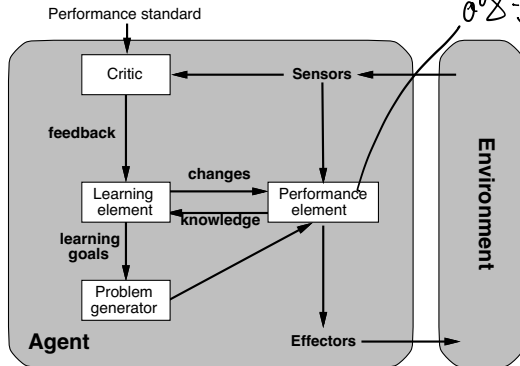 Performance standard
Critic
Sensors
feedback
changes
Learning
element
Performance
element
knowledge
learning
goals
Problem
generator
Agent
Effectors
Environment